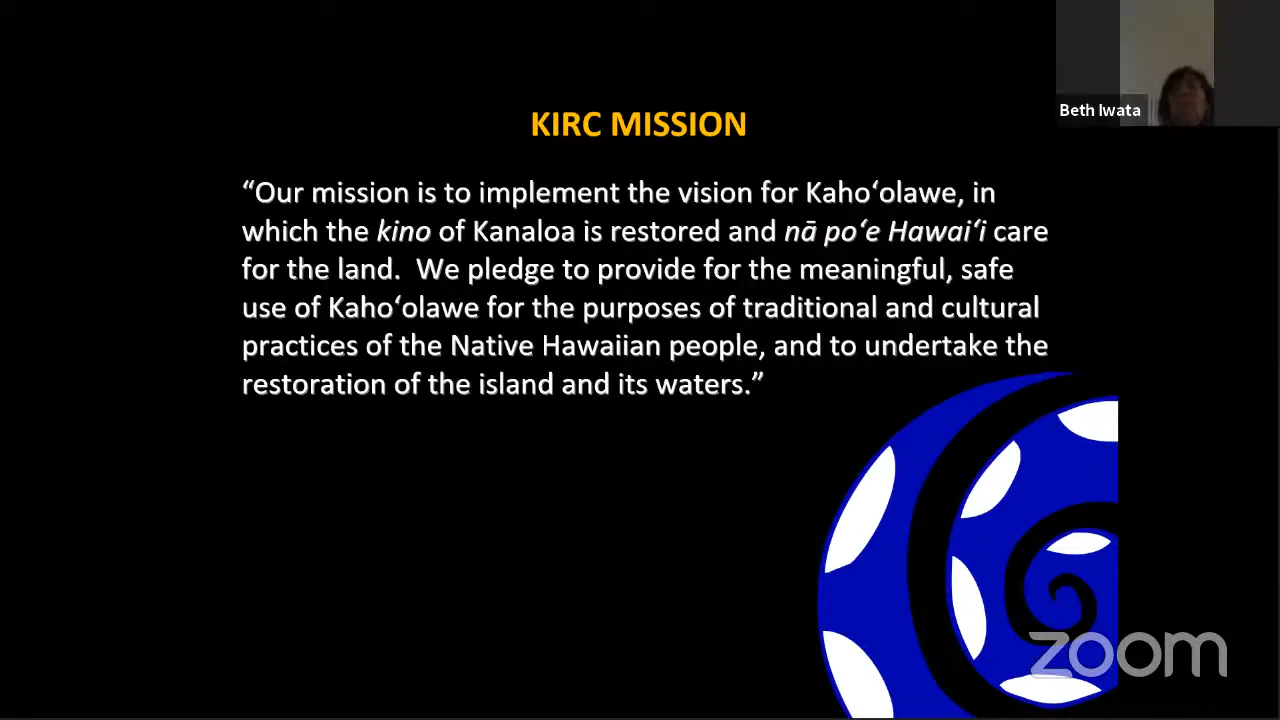 Beth Iwata
KIRC MISSION
“Our mission is to implement the vision for Kahoʻolawe, in
which the kino of Kanaloa is restored and nā poʻe Hawaiʻi care
for the land.  We pledge to provide for the meaningful, safe
use of Kahoʻolawe for the purposes of traditional and cultural
practices of the Native Hawaiian people, and to undertake the
restoration of the island and its waters.”
zoom